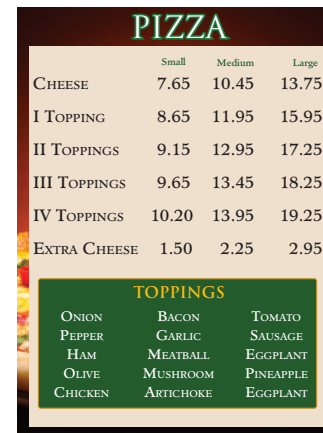 PIZZA
Small Medium Large
CHEESE 7.65 10.45 13.75
I TOPPING 8.65 11.95 15.95
II TOPPINGS 9.15 12.95 17.25
III TOPPINGS 9.65 13.45 18.25
IV TOPPINGS 10.20 13.95 19.25
EXTRA CHEESE 1.50 2.25 2.95
TOPPINGS
ONION BACON TOMATO
PEPPER GARLIC SAUSAGE
HAM MEATBALL EGGPLANT
OLIVE MUSHROOM PINEAPPLE
CHICKEN ARTICHOKE EGGPLANT